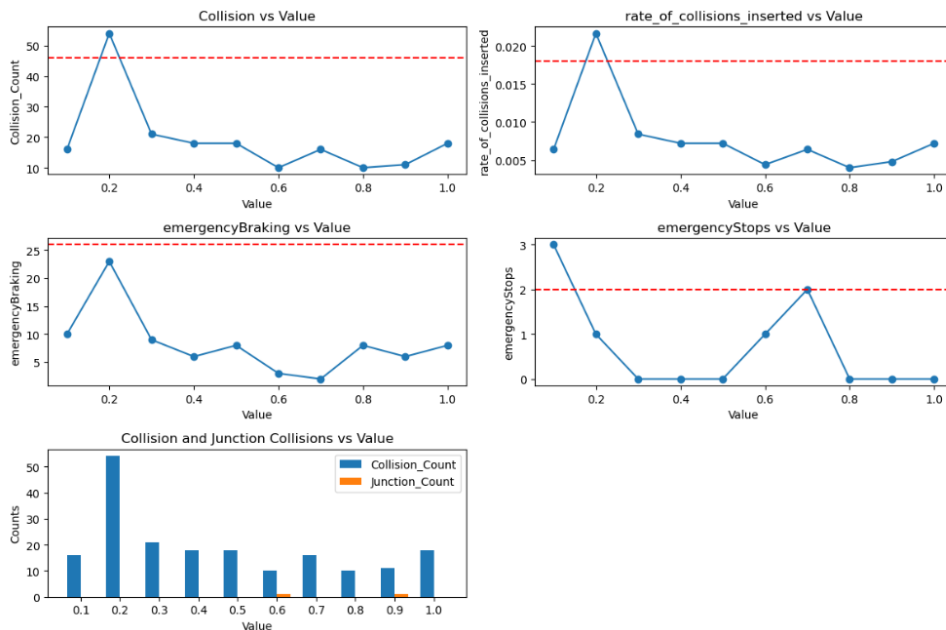 Collision vs Value
Collision_Count
50
40
30
20
10
0.2 0.4 0.6 0.8 1.0
Value
rate_of_collisions_inserted vs Value
rate_of_collisions_inserted
0.020
0.015
0.010
0.005
0.2 0.4 0.6 0.8 1.0
Value
emergencyBraking vs Value
emergencyBraking
25
20
15
10
5
0.2 0.4 0.6 0.8 1.0
Value
emergencyStops vs Value
emergencyStops
3
2
1
0
0.2 0.4 0.6 0.8 1.0
Value
Collision and Junction Collisions vs Value
Counts
50
40
30
20
10
0
Collision_Count
Junction_Count
0.1 0.2 0.3 0.4 0.5 0.6 0.7 0.8 0.9 1.0
Value